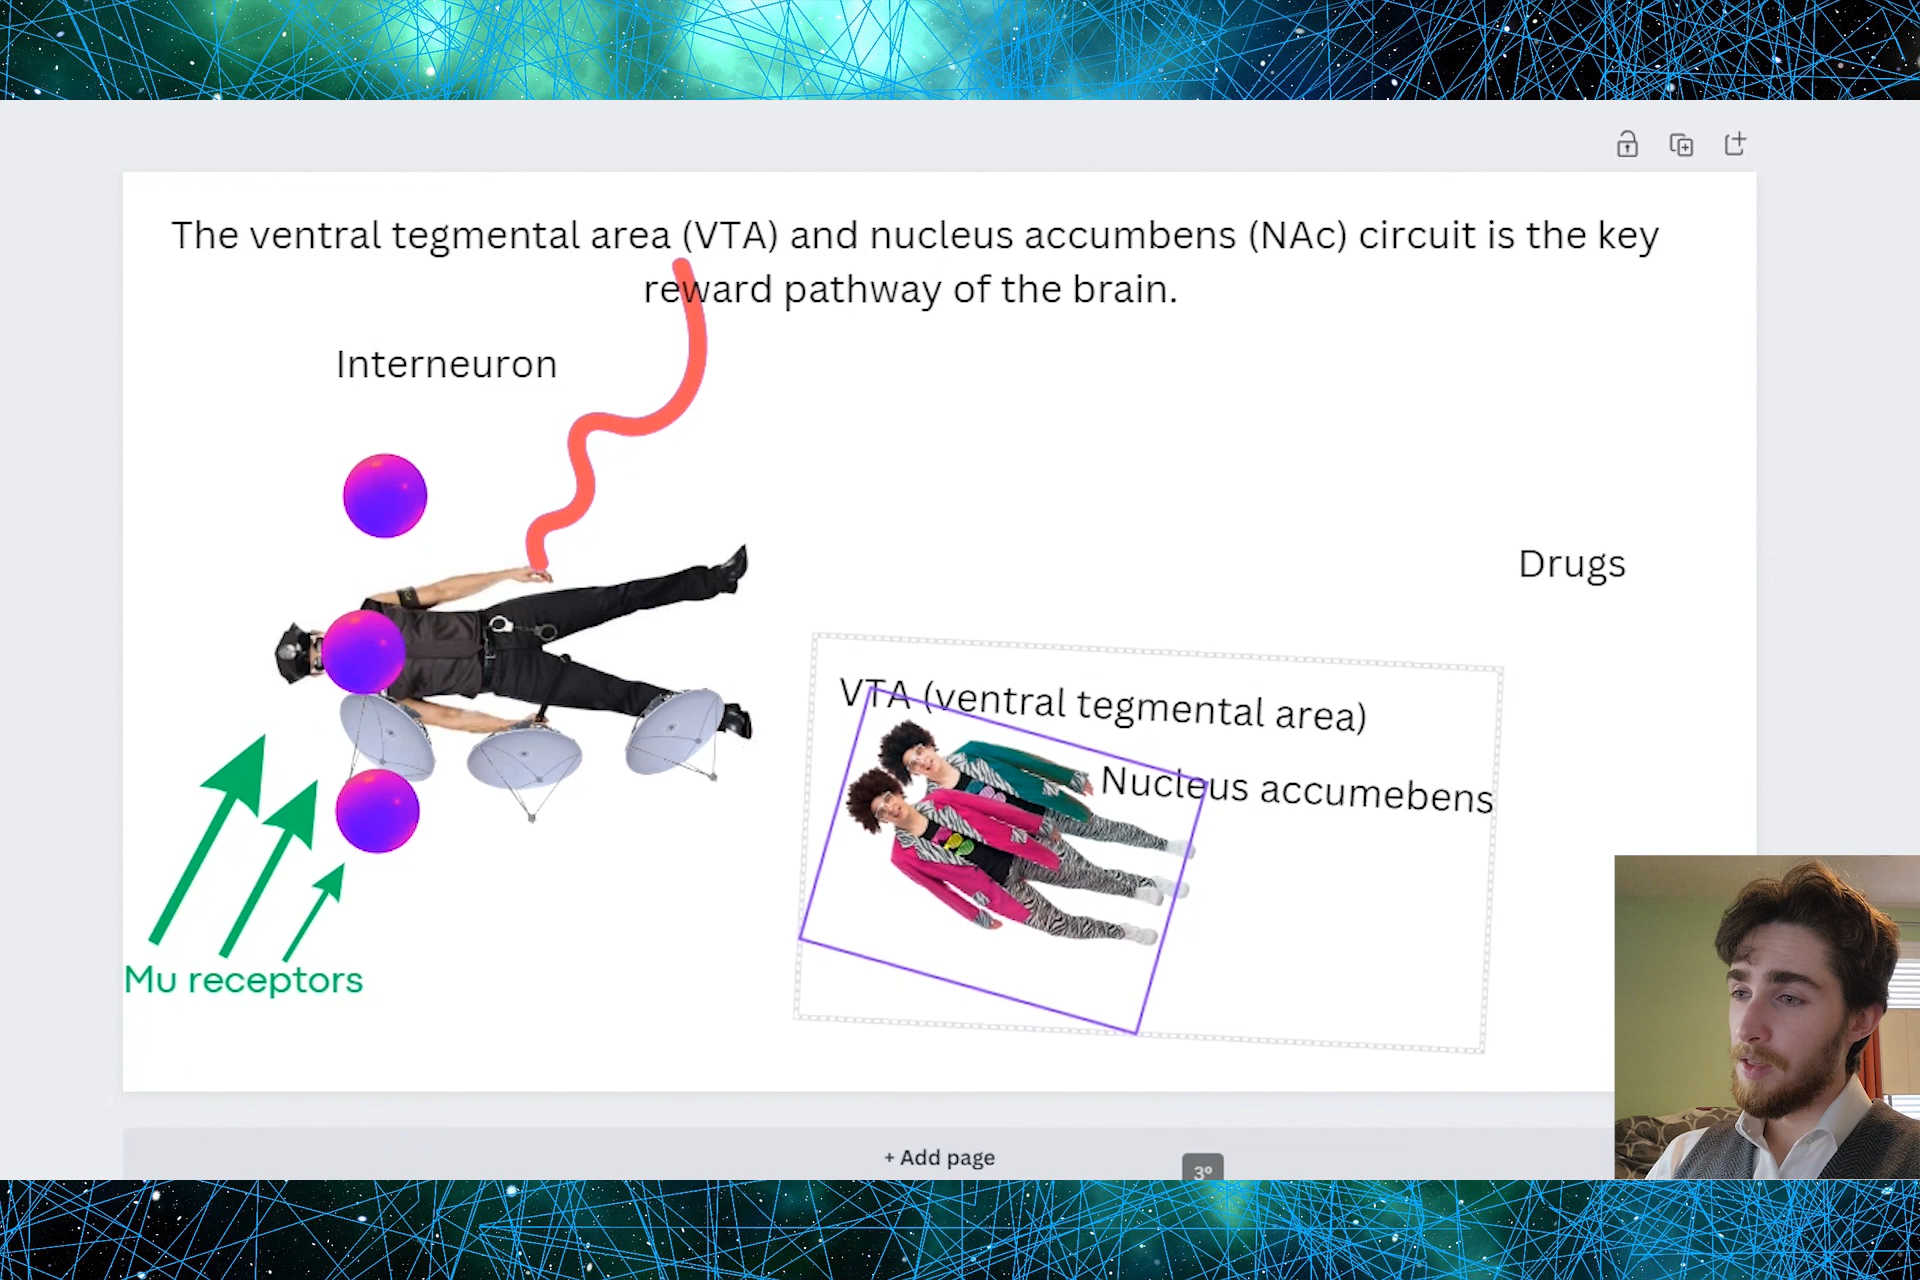 The ventral tegmental area (VTA) and nucleus accumbens (NAc) circuit is the key
reward pathway of the brain.
Interneuron
Drugs
VTA (ventral tegmental area)
Nucleus accumebens
Mu receptors
+ Add page
3°